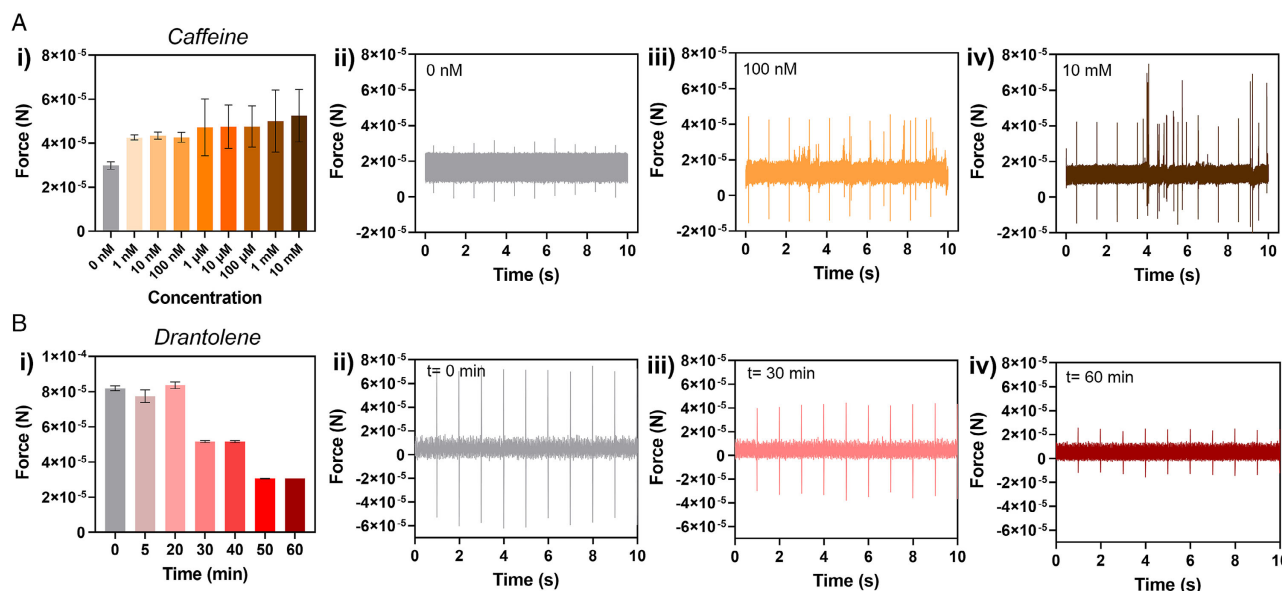 A
Caffeine
i)
Force (N)
8×10⁻⁵
6×10⁻⁵
4×10⁻⁵
2×10⁻⁵
0
0 nM
1 nM
10 nM
100 nM
1 µM
10 µM
100 µM
1 mM
10 mM
Concentration
ii)
0 nM
Force (N)
8×10⁻⁵
6×10⁻⁵
4×10⁻⁵
2×10⁻⁵
0
-2×10⁻⁵
0 2 4 6 8 10
Time (s)
iii)
100 nM
Force (N)
8×10⁻⁵
6×10⁻⁵
4×10⁻⁵
2×10⁻⁵
0
-2×10⁻⁵
0 2 4 6 8 10
Time (s)
iv)
10 mM
Force (N)
8×10⁻⁵
6×10⁻⁵
4×10⁻⁵
2×10⁻⁵
0
-2×10⁻⁵
0 2 4 6 8 10
Time (s)
B
Drantolene
i)
Force (N)
1×10⁻⁴
8×10⁻⁵
6×10⁻⁵
4×10⁻⁵
2×10⁻⁵
0
0 5 20 30 40 50 60
Time (min)
ii)
t= 0 min
Force (N)
8×10⁻⁵
6×10⁻⁵
4×10⁻⁵
2×10⁻⁵
0
-2×10⁻⁵
-4×10⁻⁵
-6×10⁻⁵
0 2 4 6 8 10
Time (s)
iii)
t= 30 min
Force (N)
8×10⁻⁵
6×10⁻⁵
4×10⁻⁵
2×10⁻⁵
0
-2×10⁻⁵
-4×10⁻⁵
-6×10⁻⁵
0 2 4 6 8 10
Time (s)
iv)
t= 60 min
Force (N)
8×10⁻⁵
6×10⁻⁵
4×10⁻⁵
2×10⁻⁵
0
-2×10⁻⁵
-4×10⁻⁵
-6×10⁻⁵
0 2 4 6 8 10
Time (s)